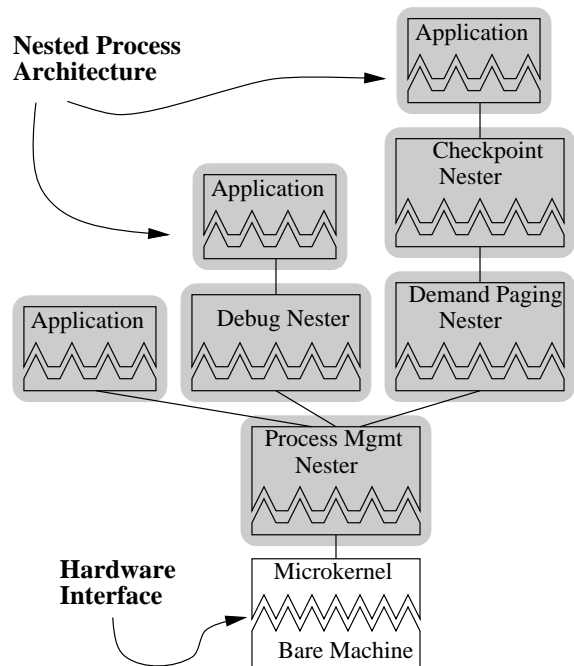 Nested Process
Architecture
Application
Checkpoint
Nester
Application
Application
Debug Nester
Demand Paging
Nester
Process Mgmt
Nester
Hardware
Interface
Microkernel
Bare Machine